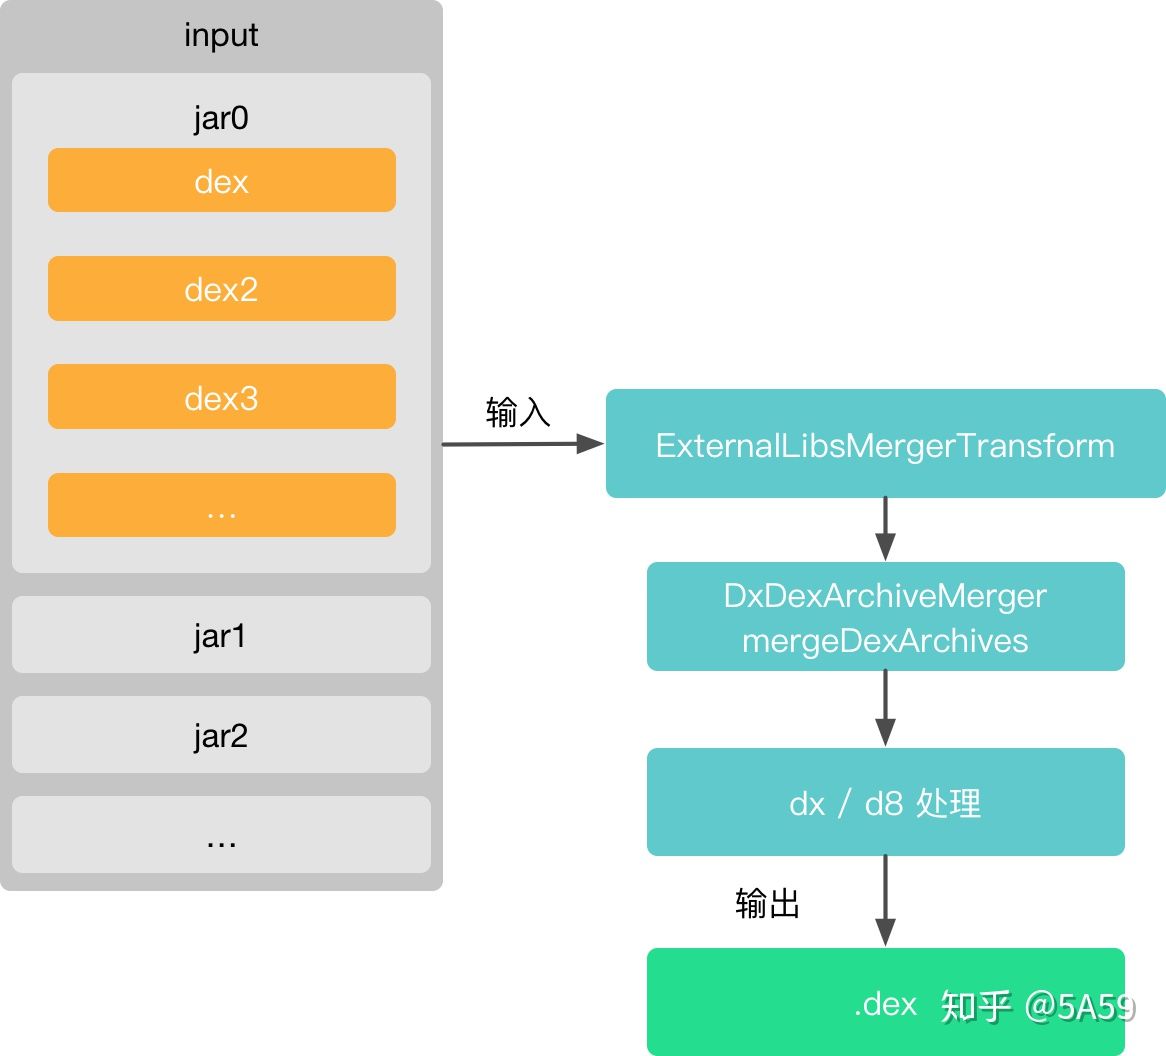 input
jar0
dex
dex2
dex3
...
jar1
jar2
...
输入
ExternalLibsMergerTransform
DxDexArchiveMerger
mergeDexArchives
dx / d8 处理
输出
.dex
知乎 @5A59